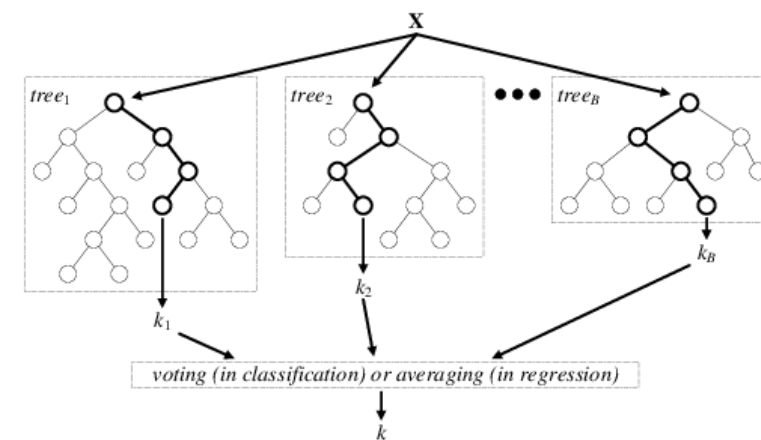 X
tree₁
tree₂
tree_B
k₁
k₂
k_B
voting (in classification) or averaging (in regression)
k